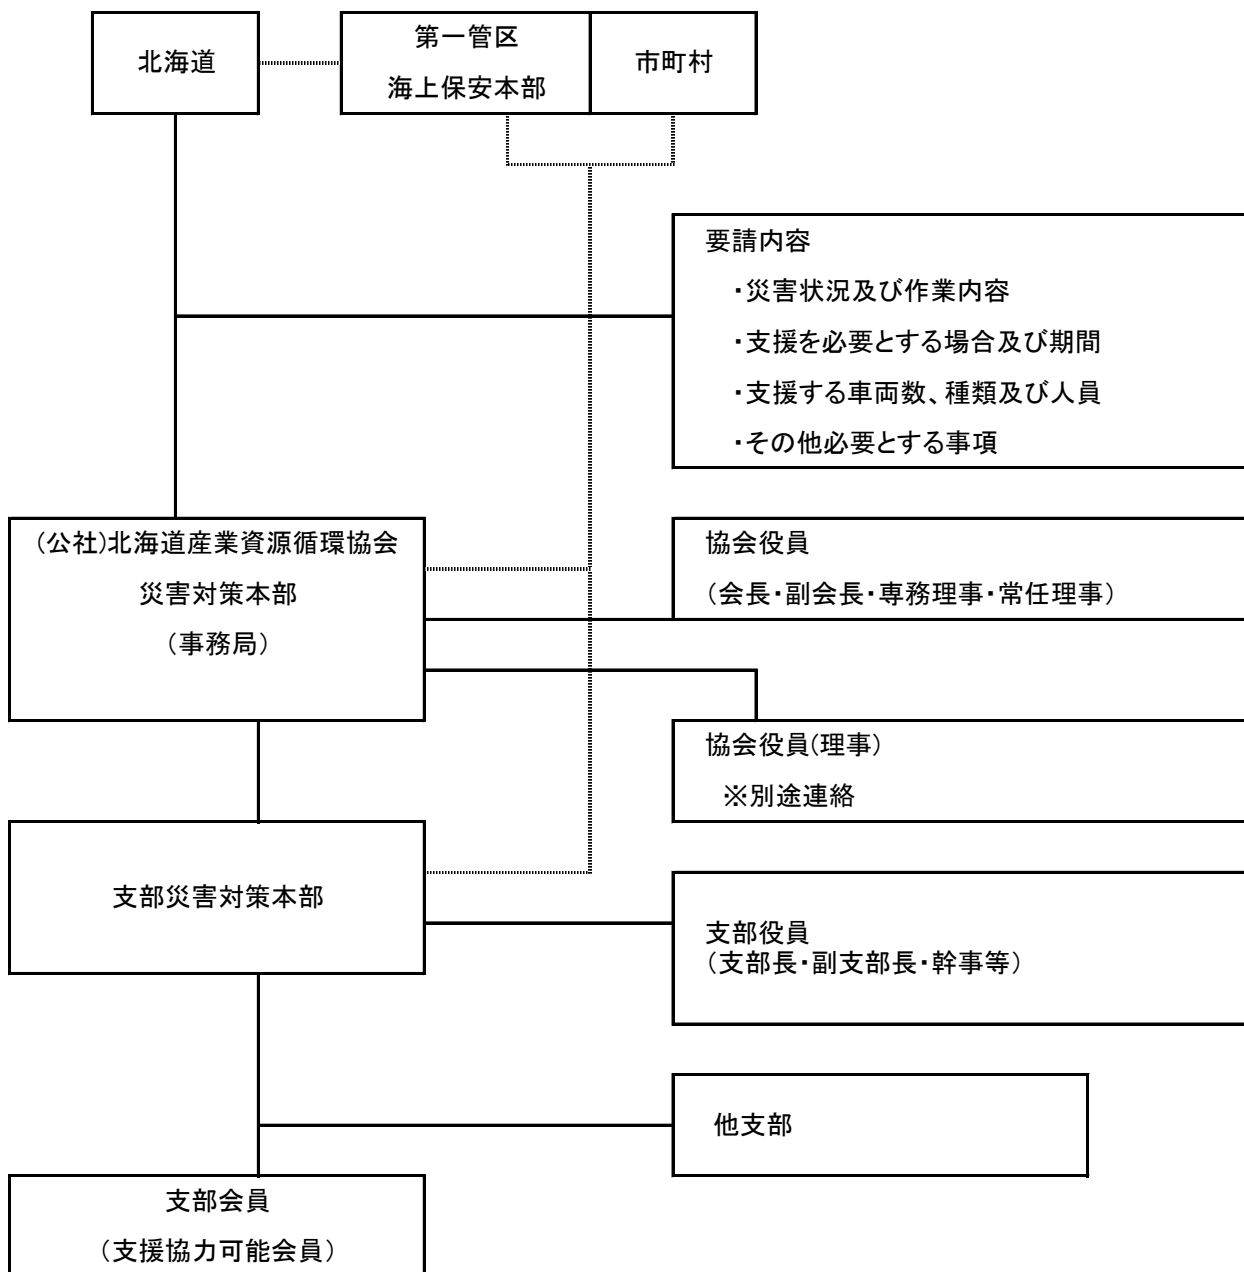 北海道
第一管区
海上保安本部
市町村
要請内容
・災害状況及び作業内容
・支援を必要とする場合及び期間
・支援する車両数、種類及び人員
・その他必要とする事項
(公社)北海道産業資源循環協会
災害対策本部
(事務局)
協会役員
(会長・副会長・専務理事・常任理事)
協会役員(理事)
※別途連絡
支部災害対策本部
支部役員
(支部長・副支部長・幹事等)
他支部
支部会員
(支援協力可能会員)